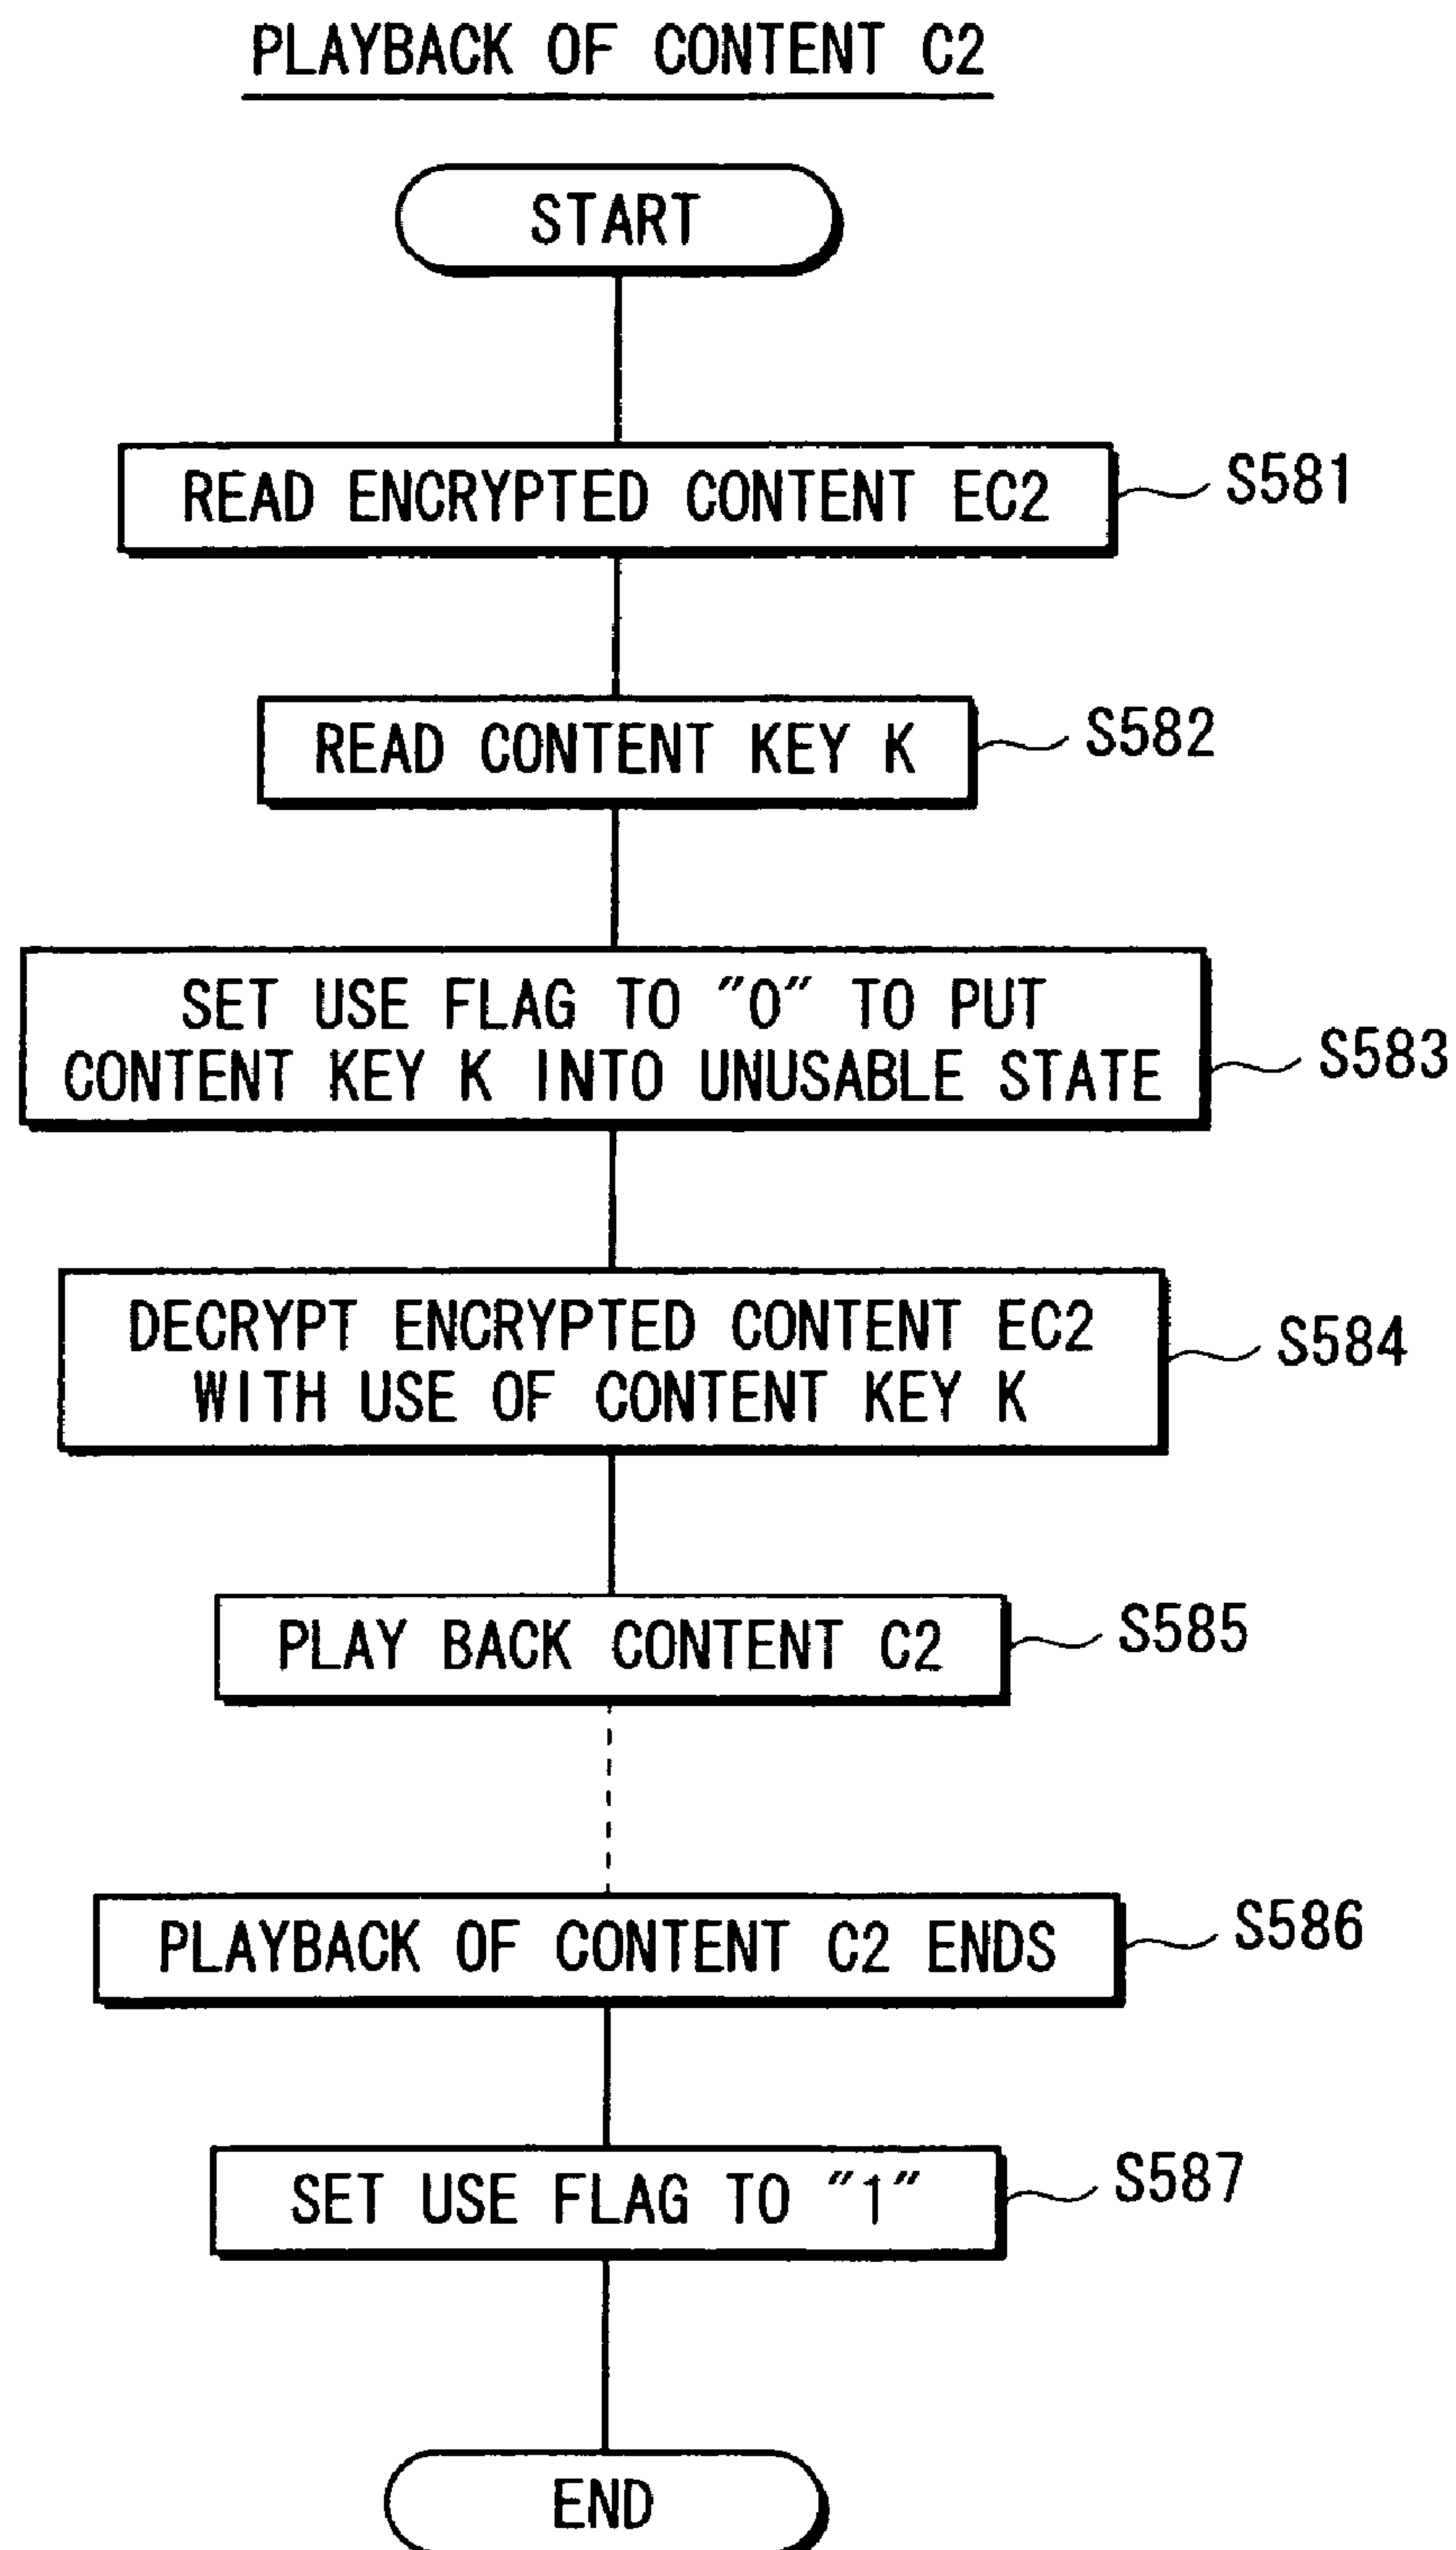 PLAYBACK OF CONTENT C2
START
READ ENCRYPTED CONTENT EC2
S581
READ CONTENT KEY K
S582
SET USE FLAG TO "0" TO PUT
CONTENT KEY K INTO UNUSABLE STATE
S583
DECRYPT ENCRYPTED CONTENT EC2
WITH USE OF CONTENT KEY K
S584
PLAY BACK CONTENT C2
S585
PLAYBACK OF CONTENT C2 ENDS
S586
SET USE FLAG TO "1"
S587
END